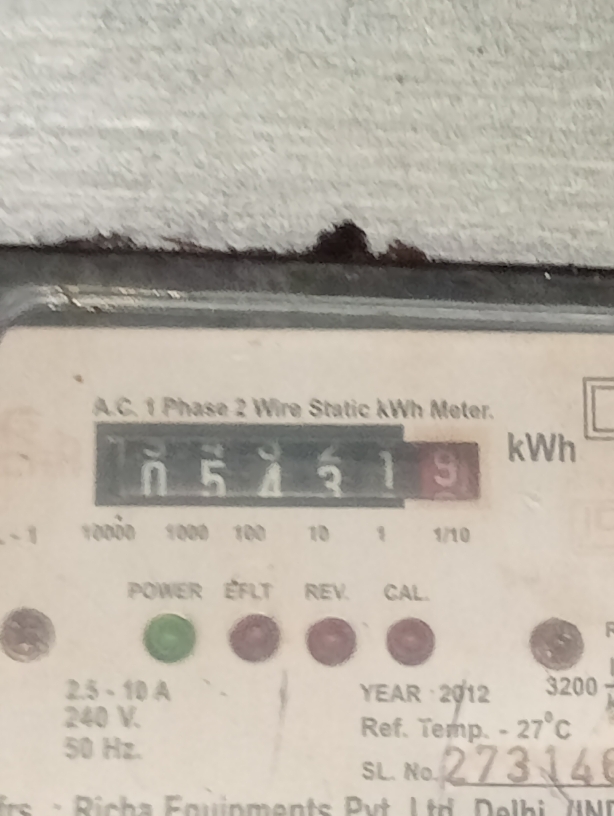 A.C. 1 Phase 2 Wire Static kWh Meter.
0 5 4 3 1 9 kWh
10000 1000 100 10 1 1/10
POWER EFLT REV. CAL.
2.5 - 10 A YEAR 2012 3200
240 V. Ref. Temp. - 27°C
50 Hz. SL. No. 273146
Richa Equipments Pvt. Ltd. Delhi